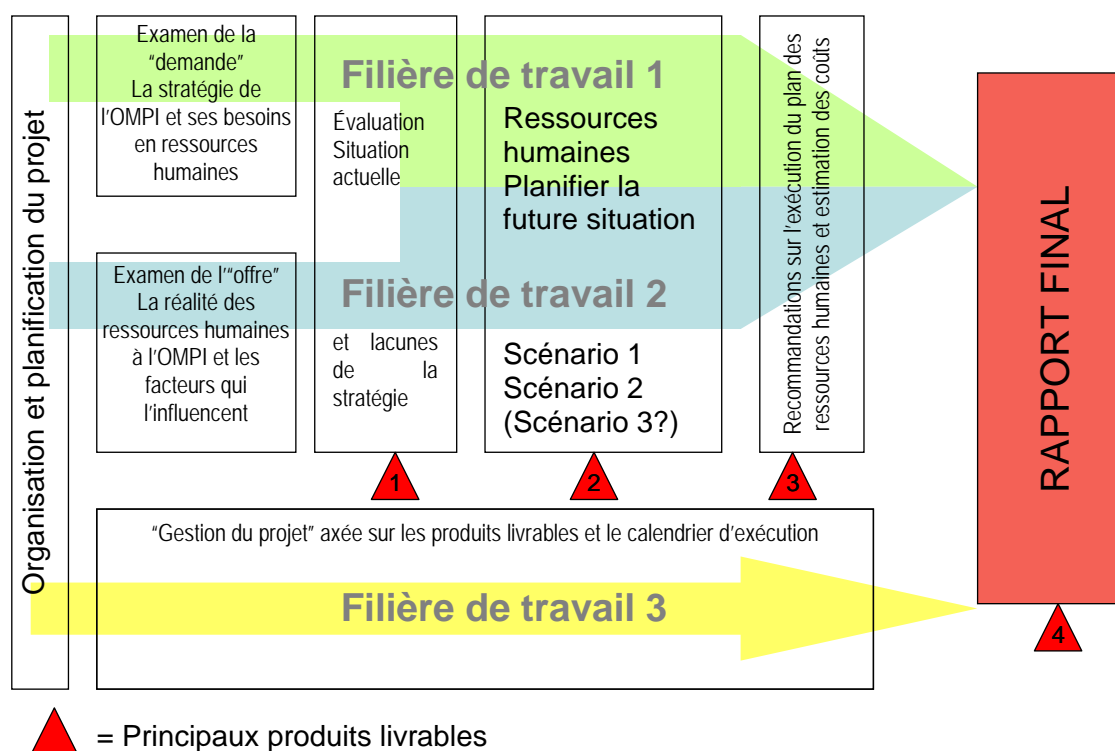 Organisation et planification du projet
Examen de la
“demande”
La stratégie de
l’OMPI et ses besoins
en ressources
humaines
Examen de l’“offre”
La réalité des
ressources humaines
à l’OMPI et les
facteurs qui
l’influencent
Filière de travail 1
Évaluation
Situation
actuelle
Filière de travail 2
et lacunes
de la
stratégie
Ressources
humaines
Planifier la
future situation
Scénario 1
Scénario 2
(Scénario 3?)
Recommandations sur l’exécution du plan des
ressources humaines et estimation des coûts
1
2
3
“Gestion du projet” axée sur les produits livrables et le calendrier d’exécution
Filière de travail 3
RAPPORT FINAL
4
= Principaux produits livrables